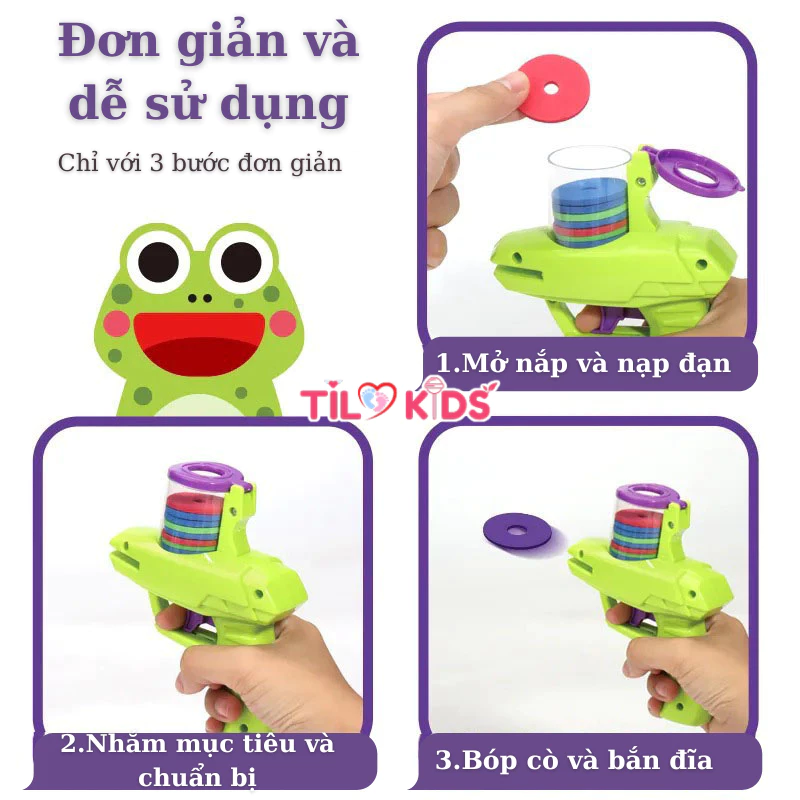 Đơn giản và
dễ sử dụng
Chỉ với 3 bước đơn giản
1.Mở nắp và nạp đạn
TILO KIDS
2.Nhăm mục tiêu và
chuẩn bị
3.Bóp cò và bắn đĩa